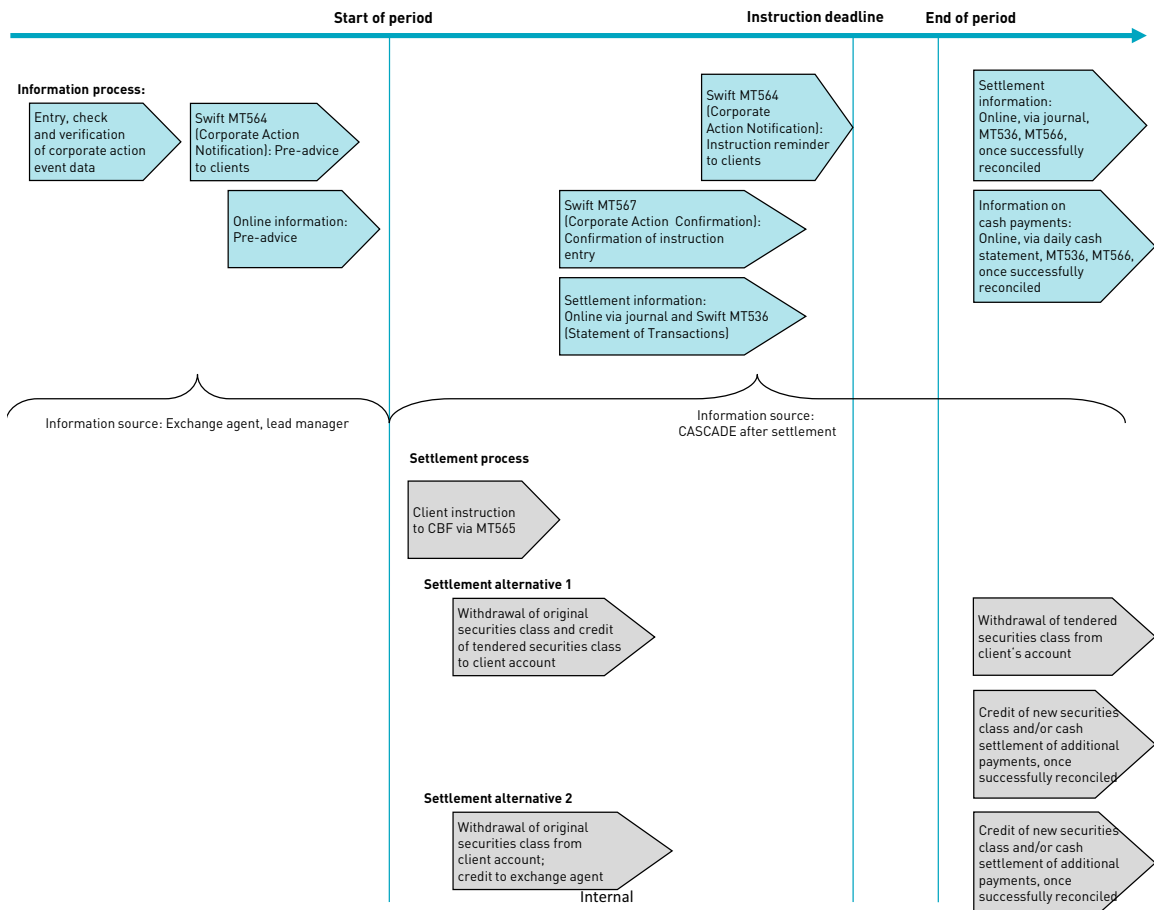 Start of period
Instruction deadline
End of period
Information process:
Entry, check
and verification
of corporate action
event data
Swift MT564
(Corporate Action
Notification): Pre-advice
to clients
Online information:
Pre-advice
Swift MT564
(Corporate
Action Notification):
Instruction reminder
to clients
Swift MT567
(Corporate Action  Confirmation):
Confirmation of instruction
entry
Settlement information:
Online via journal and Swift MT536
(Statement of Transactions)
Settlement
information:
Online, via journal,
MT536, MT566,
once successfully
reconciled
Information on
cash payments:
Online, via daily cash
statement, MT536, MT566,
once successfully
reconciled
Information source: Exchange agent, lead manager
Information source:
CASCADE after settlement
Settlement process
Client instruction
to CBF via MT565
Settlement alternative 1
Withdrawal of original
securities class and credit
of tendered securities class
to client account
Withdrawal of tendered
securities class from
client´s account
Credit of new securities
class and/or cash
settlement of additional
payments, once
successfully reconciled
Settlement alternative 2
Withdrawal of original
securities class from
client account;
credit to exchange agent
Credit of new securities
class and/or cash
settlement of additional
payments, once
successfully reconciled
Internal